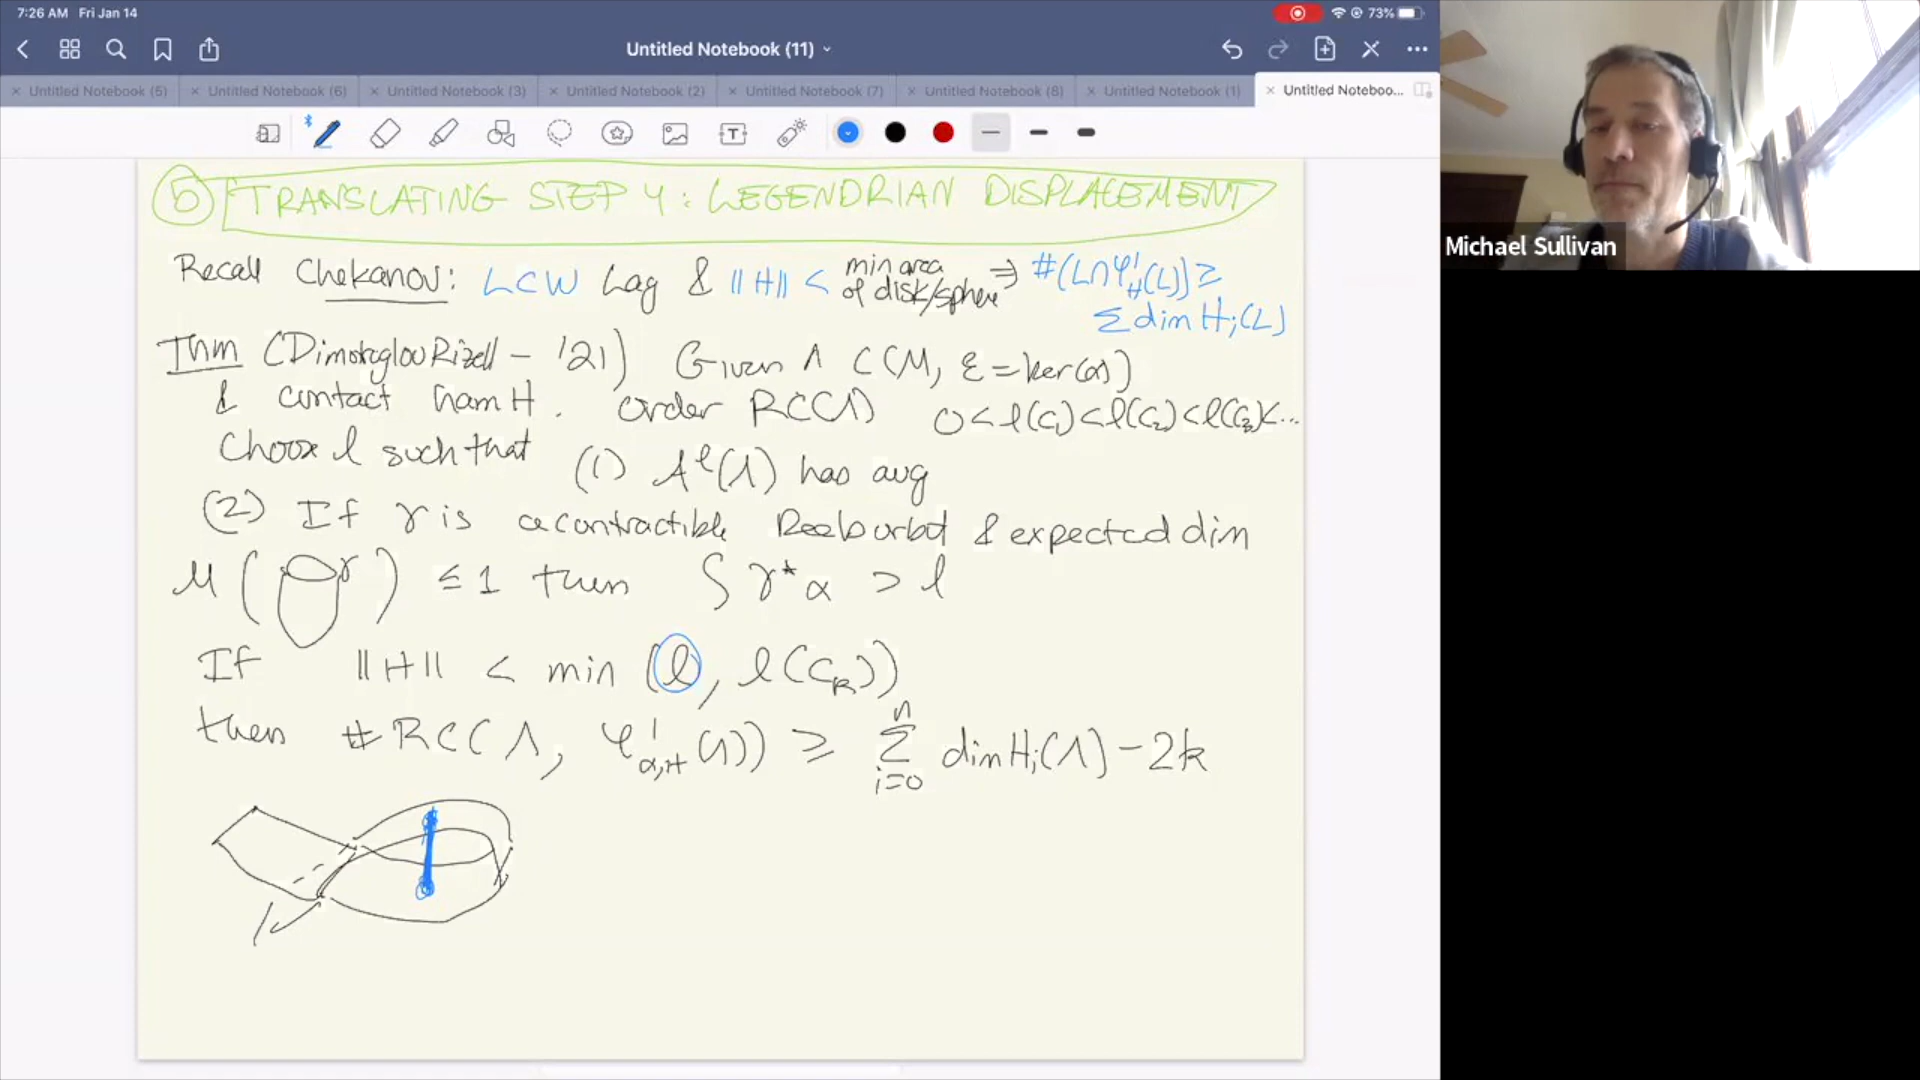 7:26 AM Fri Jan 14
73%
Untitled Notebook (11)
Untitled Notebook (5)
Untitled Notebook (6)
Untitled Notebook (3)
Untitled Notebook (2)
Untitled Notebook (7)
Untitled Notebook (8)
Untitled Notebook (1)
Untitled Noteboo...
Michael Sullivan
⑤ TRANSLATING STEP 4: LEGENDRIAN DISPLACEMENT
Recall Chekanov: L⊂W Lag & ||H|| < min area of disk/sphere ⇒ #(L∩φ¹_H(L)) ≥
Σ dim H_i(L)
Thm (DimitroglouRizell – '21) Given Λ ⊂ (M, ξ = ker(α))
& contact ham H. order RC(Λ) 0 < l(c₁) < l(c₂) < l(c₃) < ...
Choose l such that (1) A^l(Λ) has aug
(2) If γ is a contractible Reeb orbit & expected dim
M( γ ) ≤ 1 then ∫ γ* α > l
If ||H|| < min (l, l(c_k))
then #RC(Λ, φ¹_{α,H}(Λ)) ≥ Σ_{i=0}^{n} dim H_i(Λ) – 2k